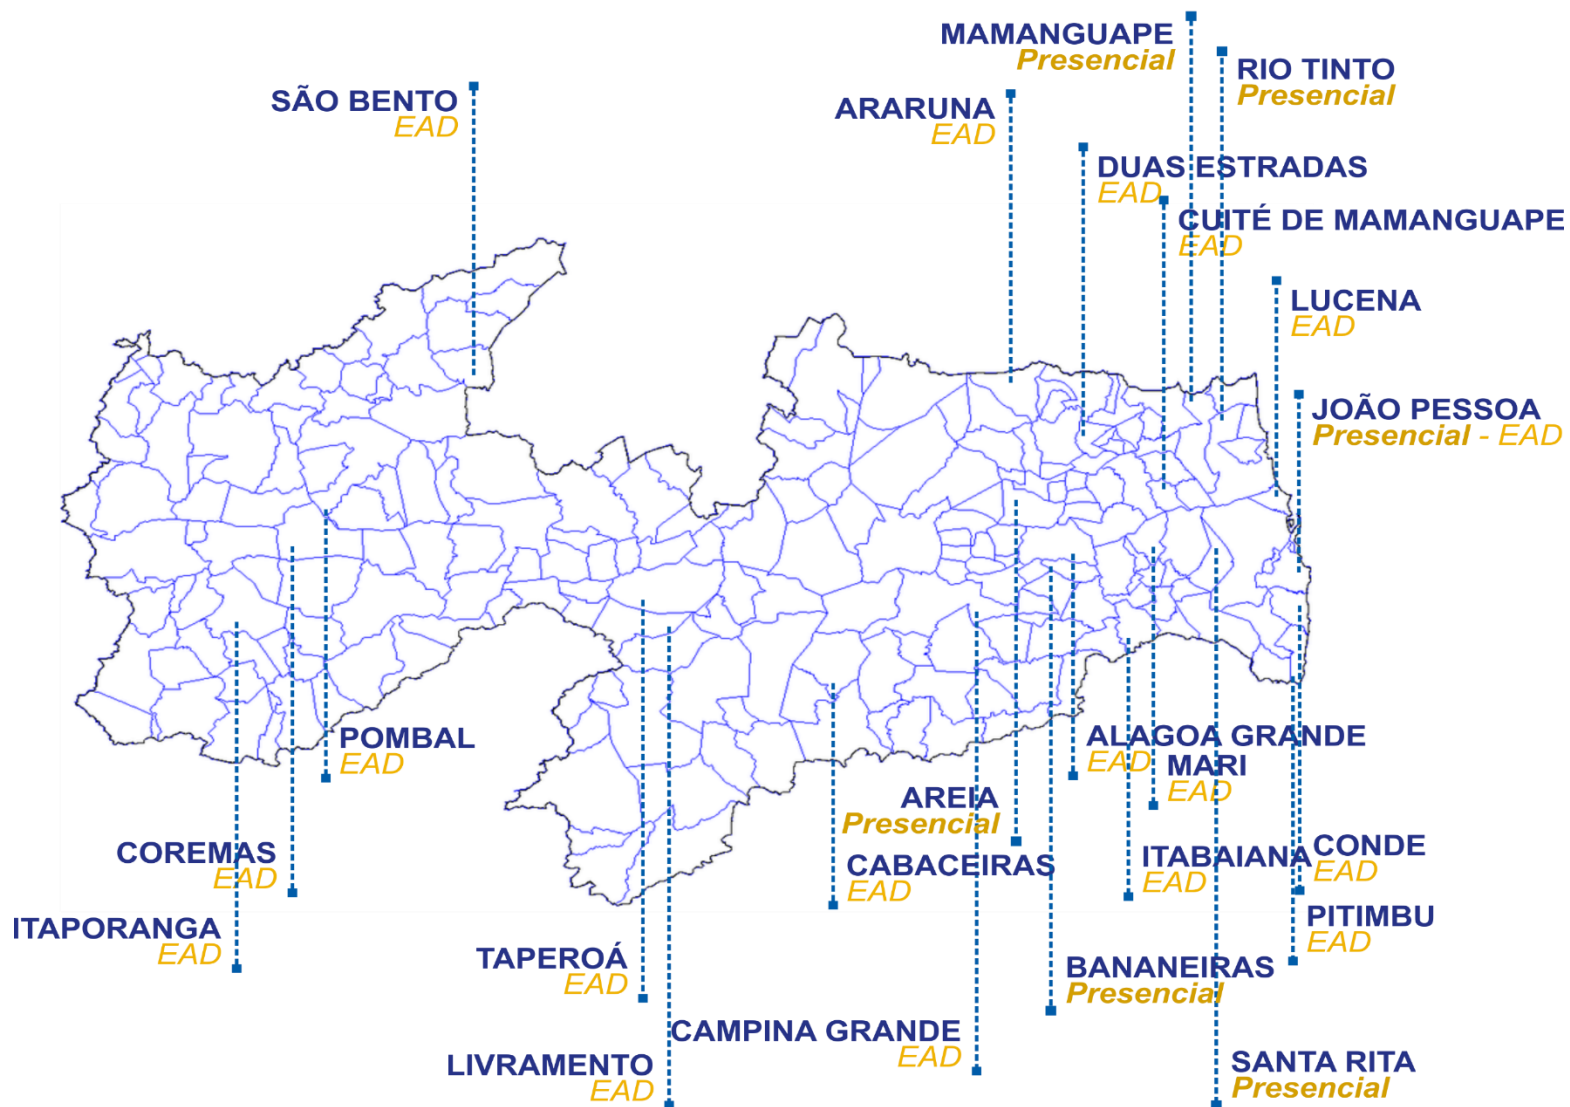 MAMANGUAPE
Presencial
RIO TINTO
Presencial
SÃO BENTO
EAD
ARARUNA
EAD
DUAS ESTRADAS
EAD
CUITÉ DE MAMANGUAPE
EAD
LUCENA
EAD
JOÃO PESSOA
Presencial - EAD
POMBAL
EAD
ALAGOA GRANDE
EAD
MARI
EAD
AREIA
Presencial
COREMAS
EAD
CABACEIRAS
EAD
ITABAIANA
EAD
CONDE
EAD
ITAPORANGA
EAD
PITIMBU
EAD
TAPEROÁ
EAD
BANANEIRAS
Presencial
CAMPINA GRANDE
EAD
LIVRAMENTO
EAD
SANTA RITA
Presencial